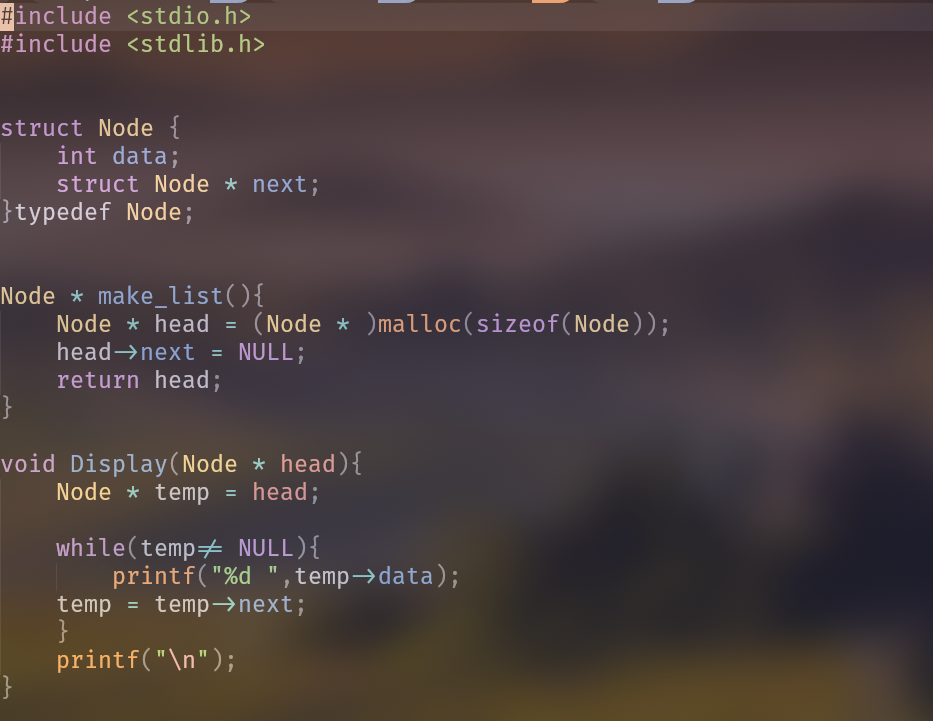 #include <stdio.h>
#include <stdlib.h>
struct Node {
    int data;
    struct Node * next;
}typedef Node;
Node * make_list(){
    Node * head = (Node * )malloc(sizeof(Node));
    head->next = NULL;
    return head;
}
void Display(Node * head){
    Node * temp = head;
    while(temp!= NULL){
        printf("%d ",temp->data);
    temp = temp->next;
    }
    printf("\n");
}